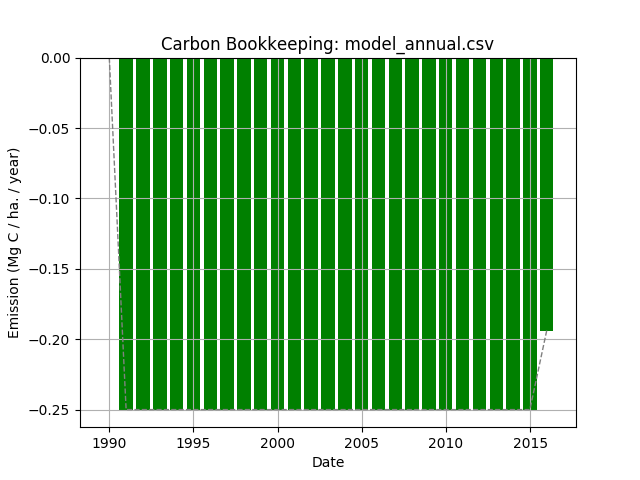 Carbon Bookkeeping: model_annual.csv
Emission (Mg C / ha. / year)
0.00
−0.05
−0.10
−0.15
−0.20
−0.25
1990 1995 2000 2005 2010 2015
Date